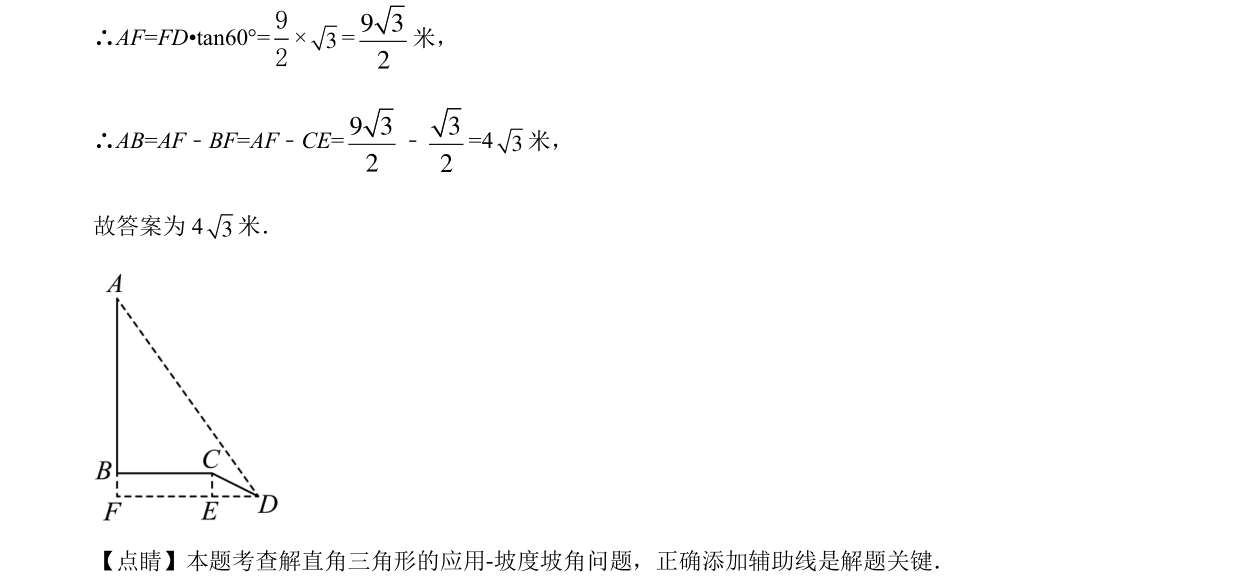 ∴AF=FD•tan60°=9/2×√3=9√3/2米，
∴AB=AF﹣BF=AF﹣CE=9√3/2﹣√3/2=4√3米，
故答案为 4√3米．
A
B
C
F
E
D
【点睛】本题考查解直角三角形的应用-坡度坡角问题，正确添加辅助线是解题关键．